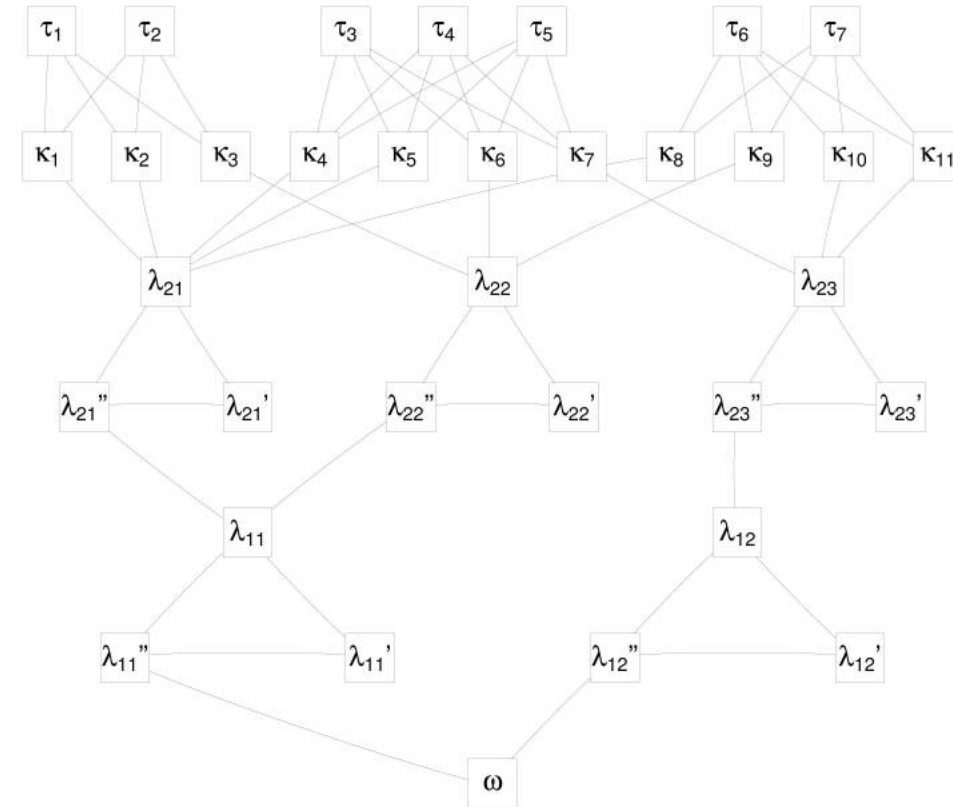 τ1 τ2 τ3 τ4 τ5 τ6 τ7
κ1 κ2 κ3 κ4 κ5 κ6 κ7 κ8 κ9 κ10 κ11
λ21 λ22 λ23
λ21" λ21' λ22" λ22' λ23" λ23'
λ11 λ12
λ11" λ11' λ12" λ12'
ω